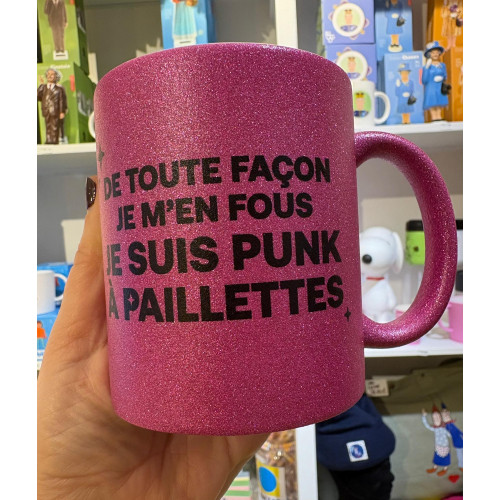 DE TOUTE FAÇON
JE M'EN FOUS
JE SUIS PUNK
À PAILLETTES